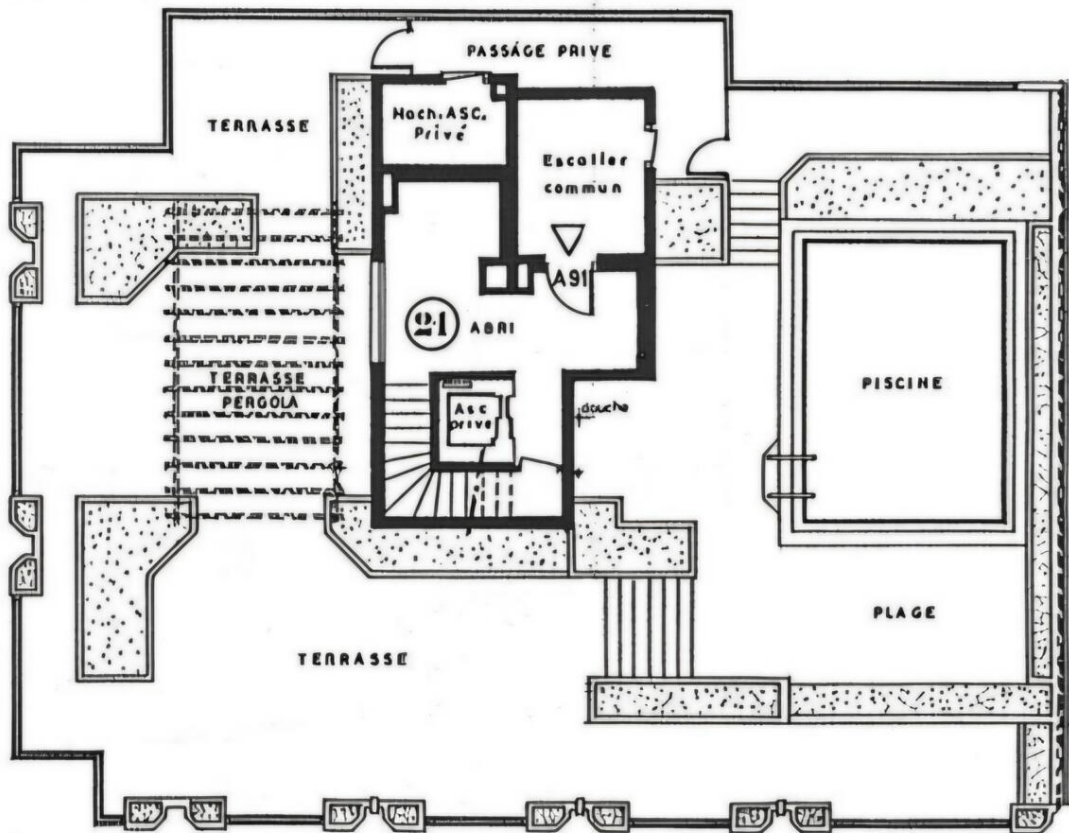 PASSAGE PRIVE
TERRASSE
Mach. ASC.
Privé
Escalier
commun
A91
21 ABRI
TERRASSE
PERGOLA
Asc
privé
douche
PISCINE
PLAGE
TERRASSE